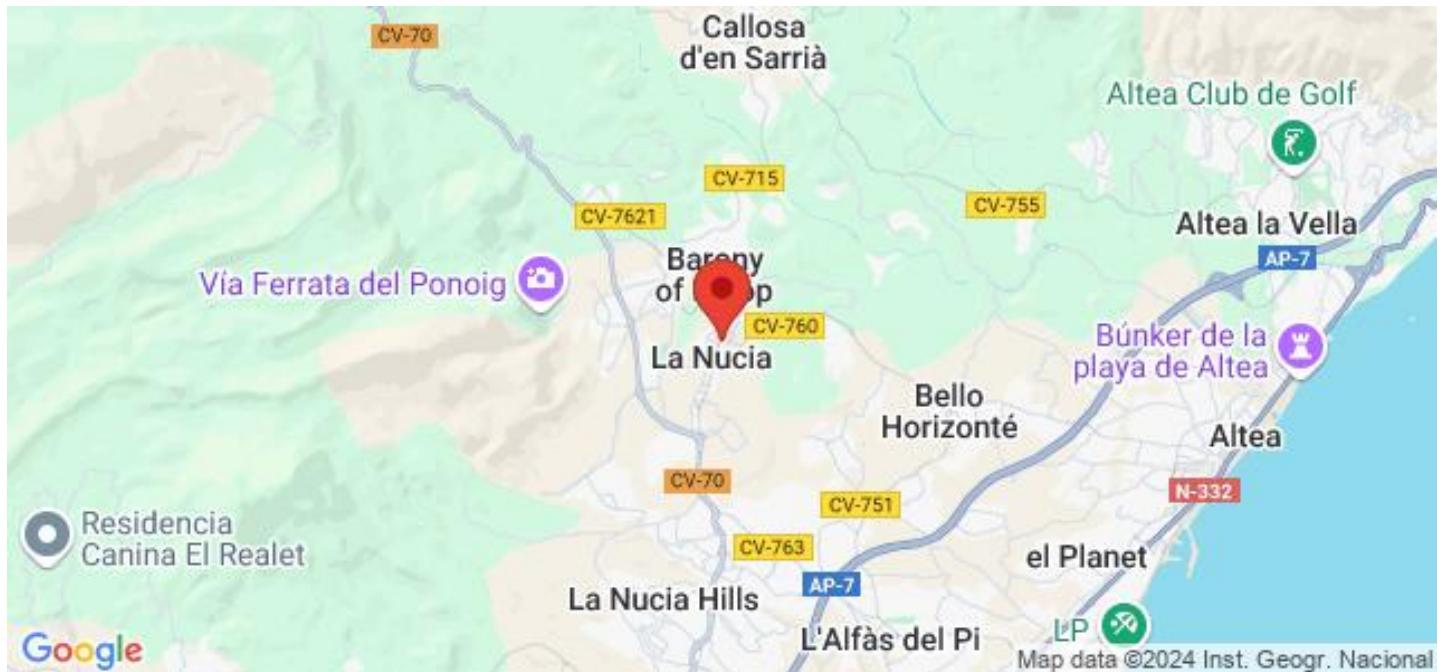 Callosa
d'en Sarrià
CV-70
Altea Club de Golf
CV-715
CV-755
CV-7621
Altea la Vella
AP-7
Barony
of
Vía Ferrata del Ponoig
CV-760
Búnker de la
playa de Altea
La Nucia
Bello
Horizonté
Altea
CV-70
N-332
CV-751
Residencia
Canina El Realet
CV-763
el Planet
AP-7
La Nucia Hills
L'Alfàs del Pi
LP
Google
Map data ©2024 Inst. Geogr. Nacional